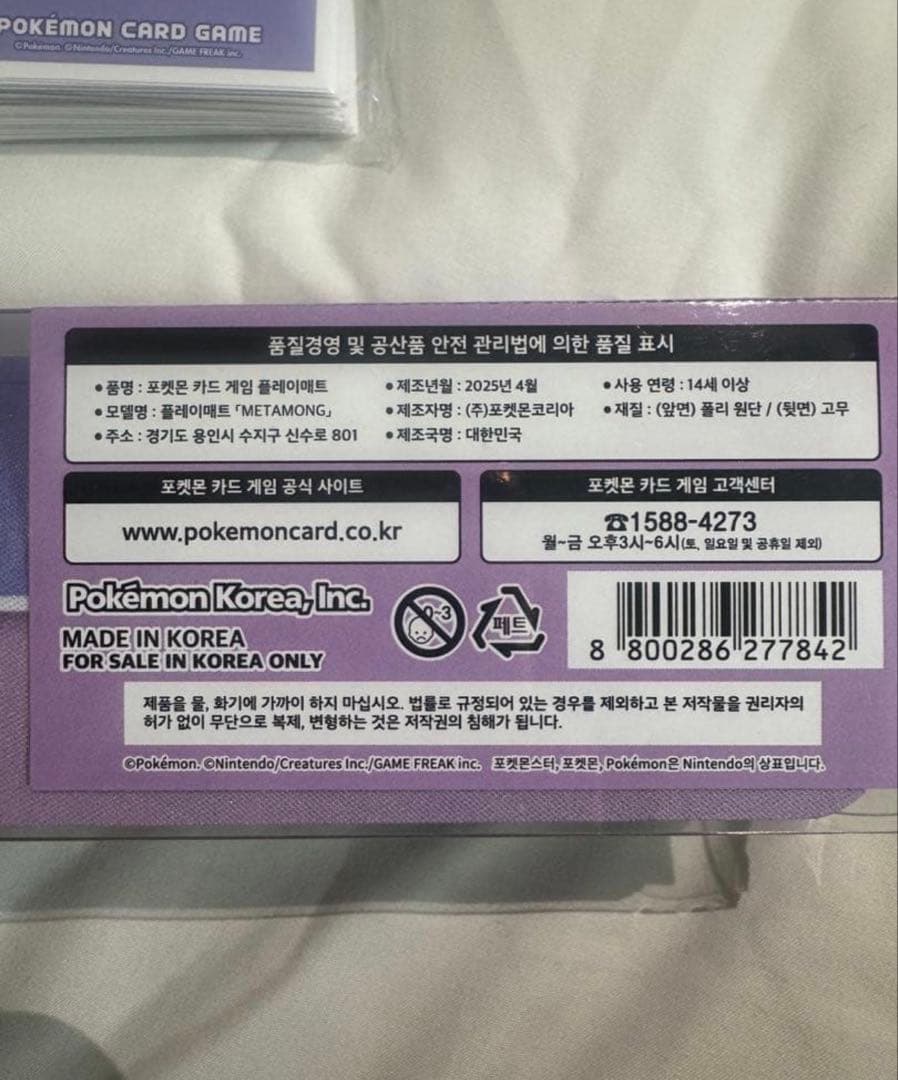 POKÉMON CARD GAME
©Pokémon ©Nintendo/Creatures Inc./GAME FREAK inc.
품질경영 및 공산품 안전 관리법에 의한 품질 표시
•품명 : 포켓몬 카드 게임 플레이매트 •제조년월 : 2025년 4월 •사용 연령 : 14세 이상
•모델명 : 플레이매트 「METAMONG」 •제조자명 : (주)포켓몬코리아 •재질 : (앞면) 폴리 원단 / (뒷면) 고무
•주소 : 경기도 용인시 수지구 신수로 801 •제조국명 : 대한민국
포켓몬 카드 게임 공식 사이트
www.pokemoncard.co.kr
포켓몬 카드 게임 고객센터
☎1588-4273
월~금 오후3시~6시(토, 일요일 및 공휴일 제외)
Pokémon Korea, Inc.
MADE IN KOREA
FOR SALE IN KOREA ONLY
0-3
페트
8 800286 277842
제품을 물, 화기에 가까이 하지 마십시오. 법률로 규정되어 있는 경우를 제외하고 본 저작물을 권리자의
허가 없이 무단으로 복제, 변형하는 것은 저작권의 침해가 됩니다.
©Pokémon. ©Nintendo/Creatures Inc./GAME FREAK inc. 포켓몬스터, 포켓몬, Pokémon은 Nintendo의 상표입니다.